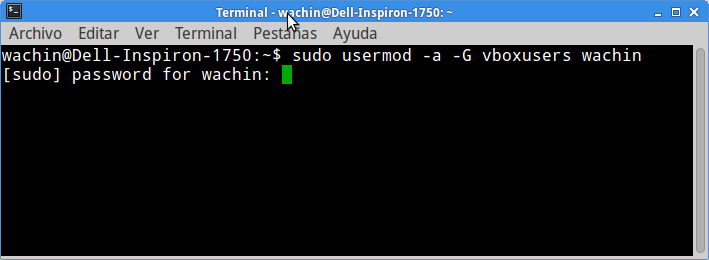 Terminal - wachin@Dell-Inspiron-1750: ~
Archivo Editar Ver Terminal Pestañas Ayuda
wachin@Dell-Inspiron-1750:~$ sudo usermod -a -G vboxusers wachin
[sudo] password for wachin: